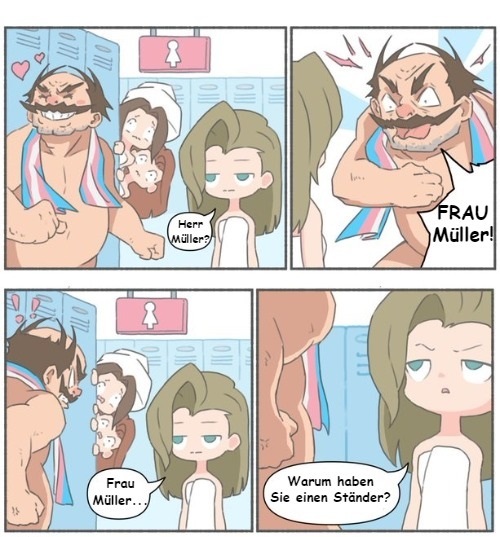 Herr
Müller?
FRAU
Müller!
Frau
Müller...
Warum haben
Sie einen Ständer?